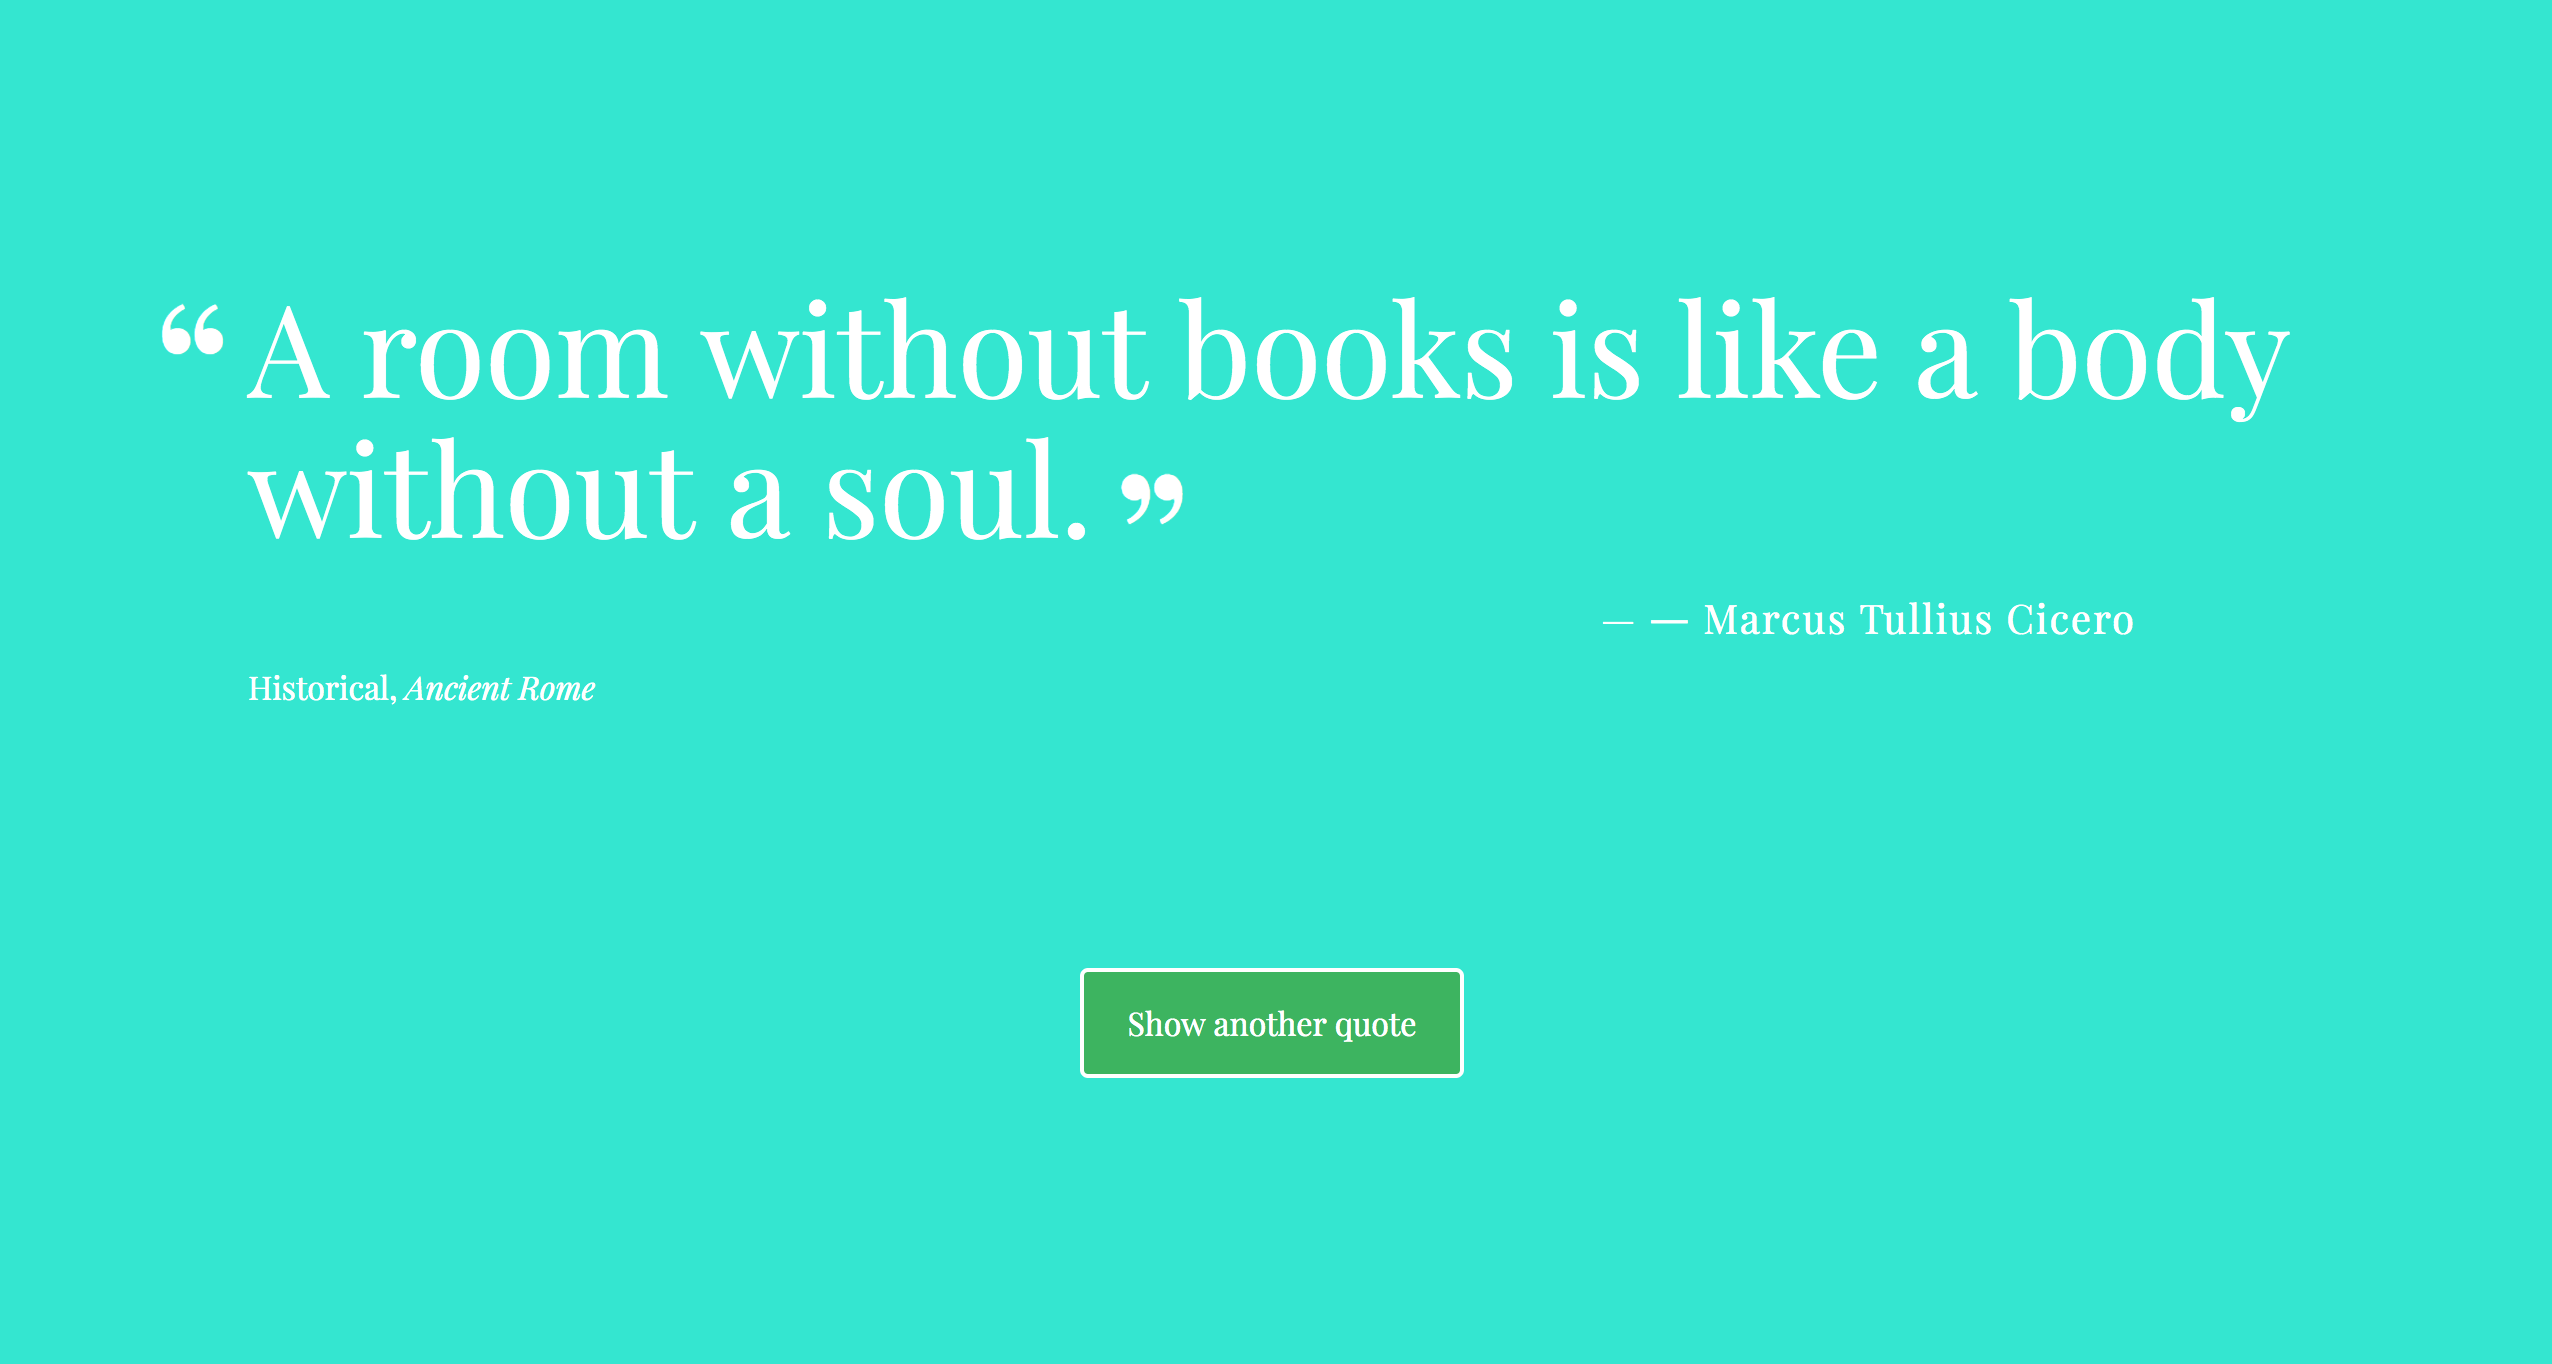 “A room without books is like a body
without a soul.”
— — Marcus Tullius Cicero
Historical, Ancient Rome
Show another quote